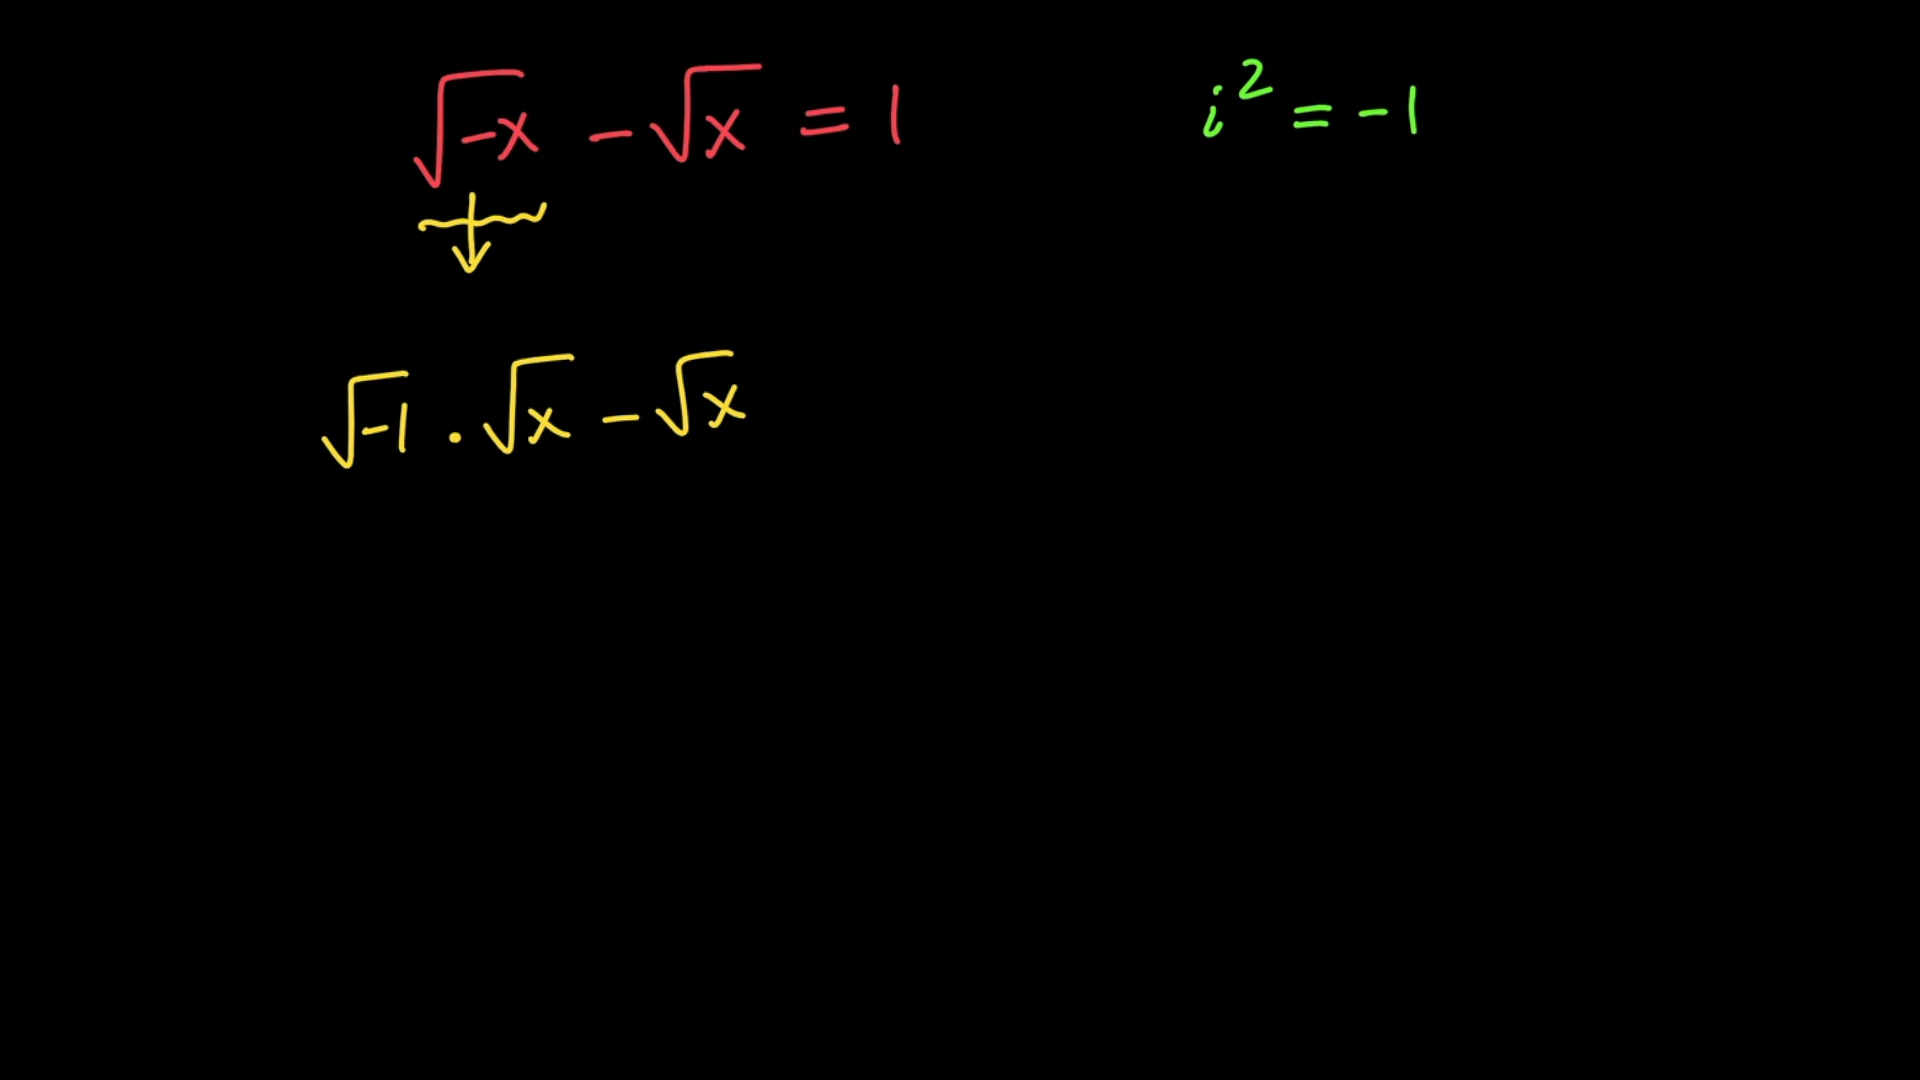 √-x - √x = 1
i² = -1
√-1 · √x - √x